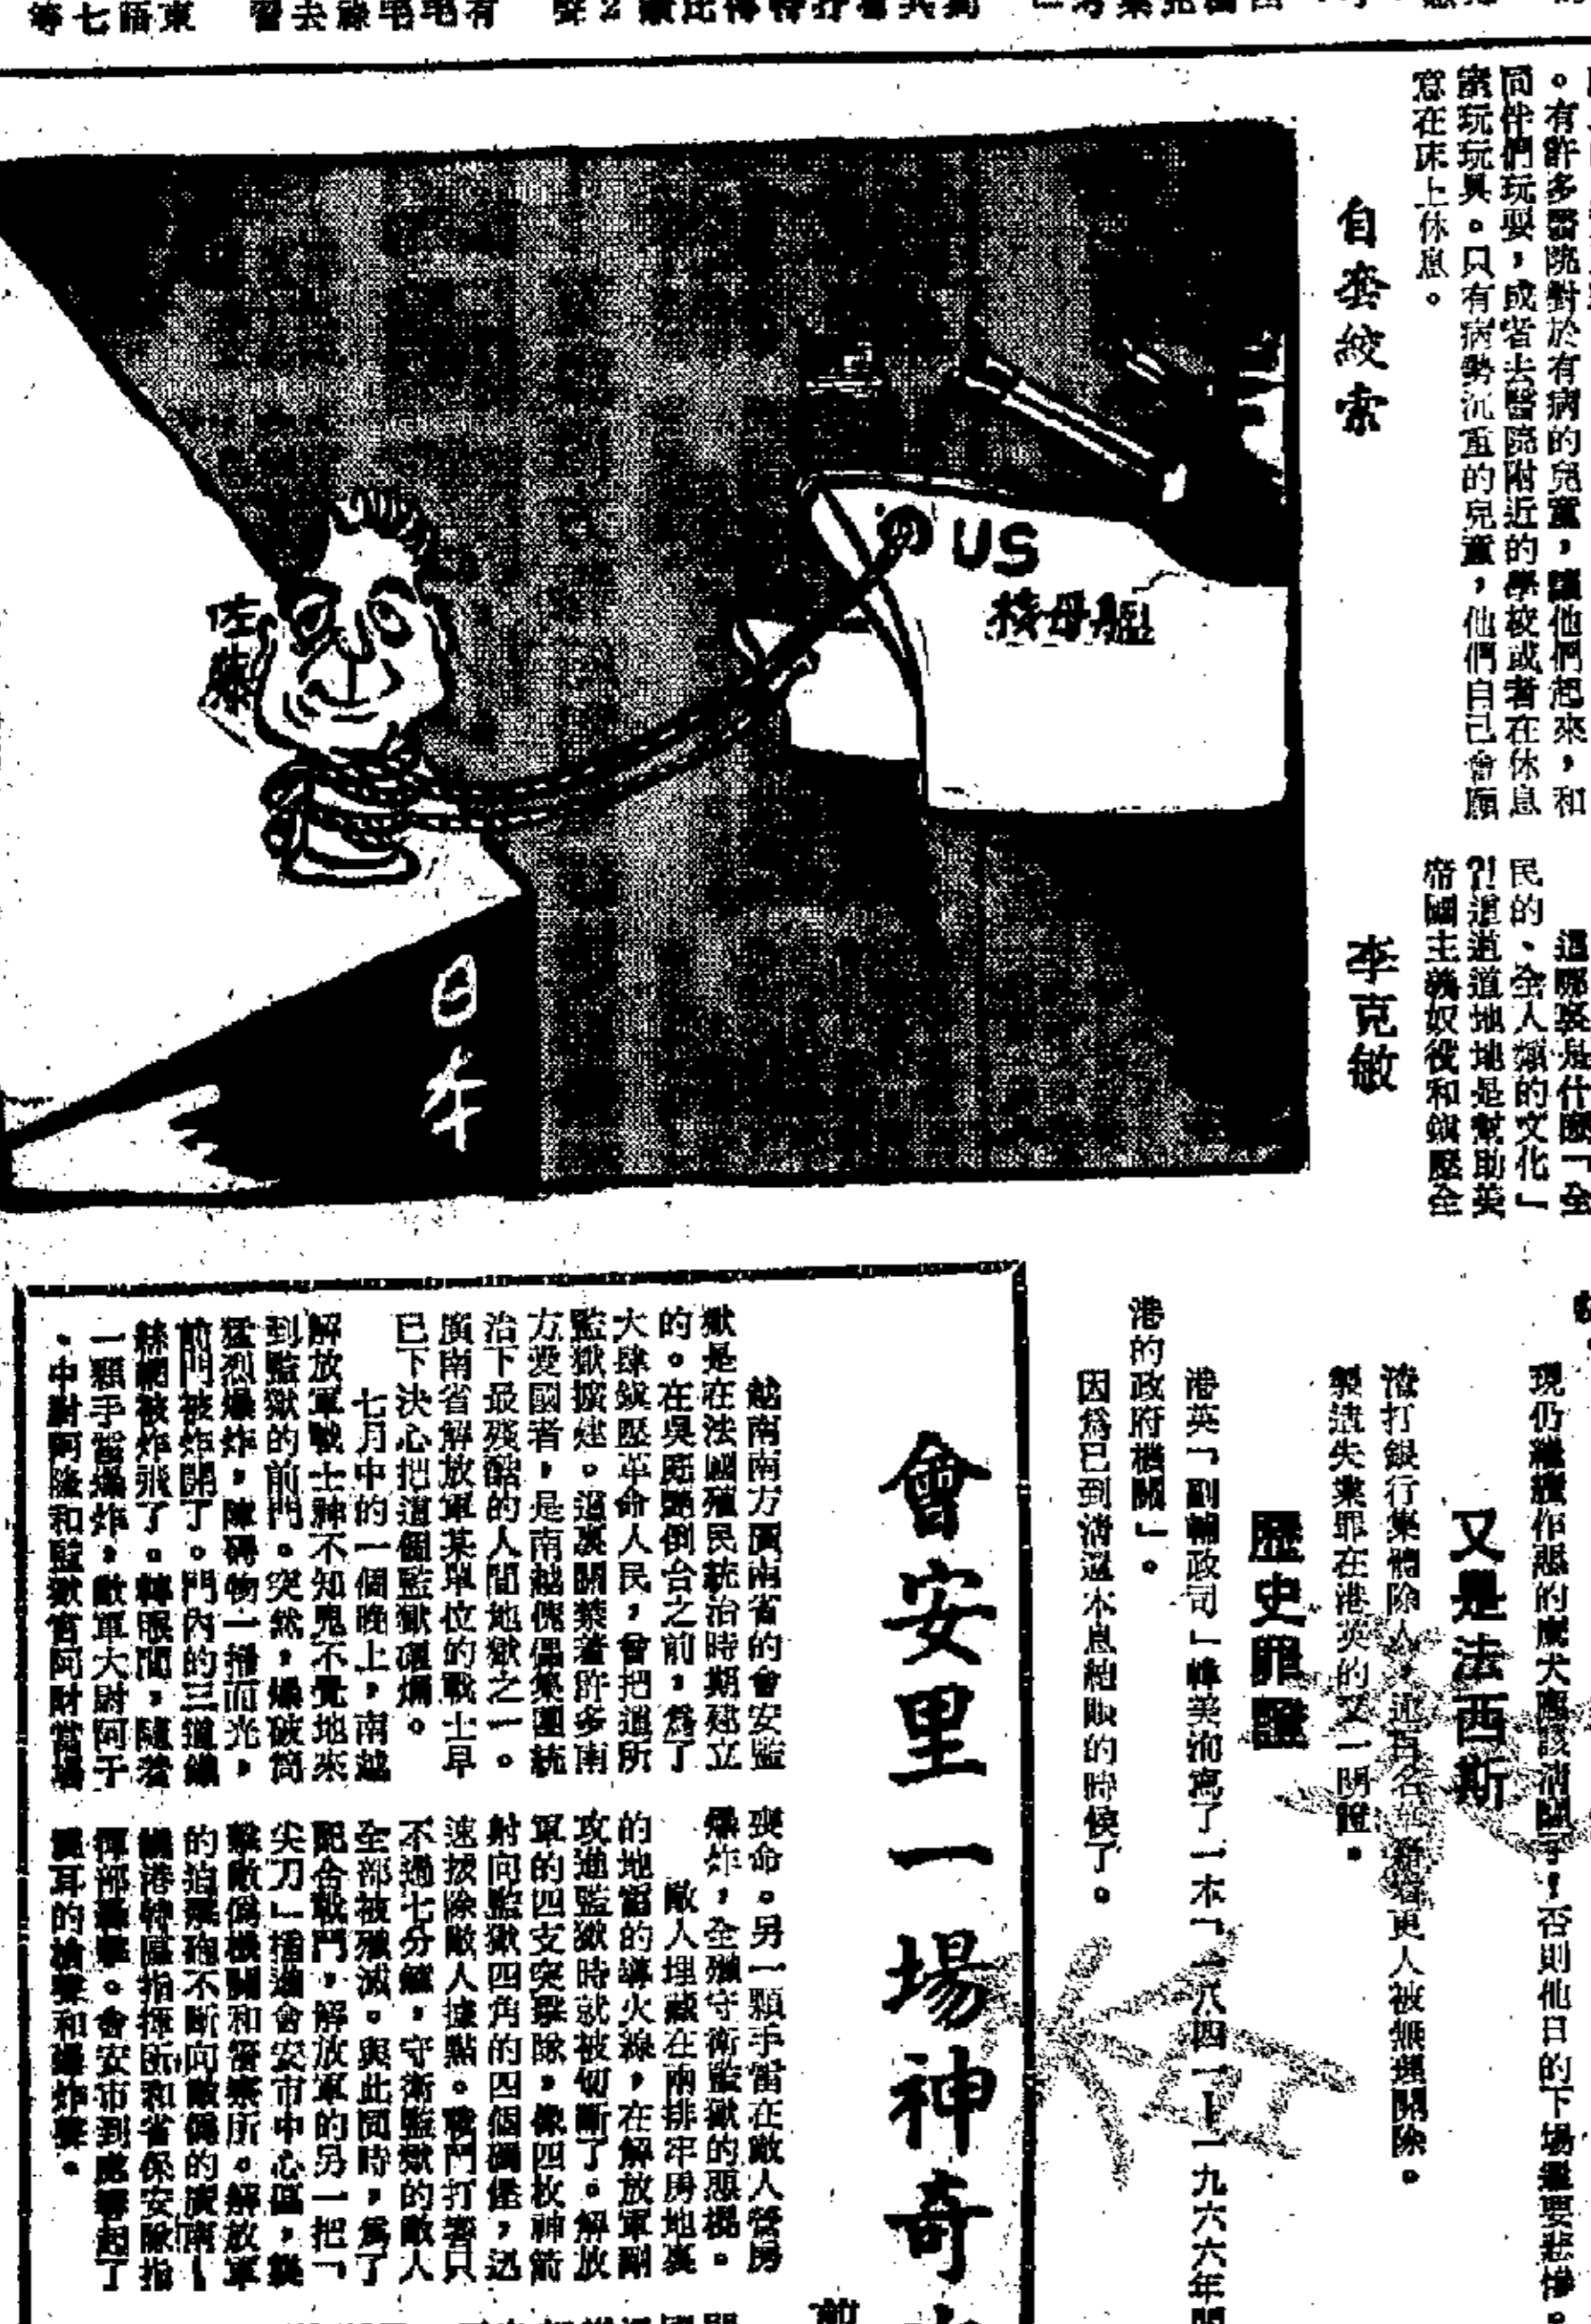 。有許多醫院對於有病的兒童，讓他們起來，和
同伴們玩耍，或者去醫院附近的學校或者在休息
室玩玩具。只有病勢沉重的兒童，他們自己會願
意在床上休息。
自套絞索
李克敏
US
核母艦
佐藤
日本
這哪裏是什麼「全
民的、全人類的文化」
?!這道道地地是幫助英
帝國主義奴役和鎮壓全
現仍繼續作惡的鷹犬應該清醒了，否則他日的下場還要悲慘。
又是法西斯
渣打銀行集體除人，近百名華籍看更人被無理開除。
製造失業罪在港英的又一明證。
歷史罪證
港英「副輔政司」
港的政府機關」。
因爲已到清還本息結賬的時候了。
會安里一場神奇
越南南方廣南省的會安監
獄是在法國殖民統治時期建立
的。在吳庭艷倒台之前，爲了
大肆鎮壓革命人民，曾把這所
監獄擴建。這裏關禁着許多南
方愛國者，是南越傀儡集團統
治下最殘酷的人間地獄之一。
廣南省解放軍某單位的戰士早
已下決心把這個監獄砸爛。
七月中的一個晚上，南越
解放軍戰士神不知鬼不覺地來
到監獄的前門。突然，爆破筒
猛烈爆炸，障碍物一掃而光，
前門被炸開了。門內的三道鐵
絲網被炸飛了。轉眼間，隨着
一顆手雷爆炸，敵軍大尉阿于
。中尉阿隆和監獄官阿財當場
喪命。另一顆手雷在敵人營房
爆炸，全殲守衛監獄的惡棍。
敵人埋藏在兩排牢房地裏
的地雷的導火線，在解放軍剛
攻進監獄時就被切斷了。解放
軍的四支突擊隊，像四枚神箭
射向監獄四角的四個碉堡，迅
速拔除敵人據點。戰鬥打響只
不過七分鐘，守衛監獄的敵人
全部被殲滅。與此同時，爲了
配合戰鬥，解放軍的另一把「
尖刀」插進會安市中心區，襲
擊敵僞機關和警察所。解放軍
的迫擊砲不斷向敵僞的廣南—
峴港特區指揮所和省保安隊指
揮部轟擊。會安市到處響起了
震耳的槍聲和爆炸聲。